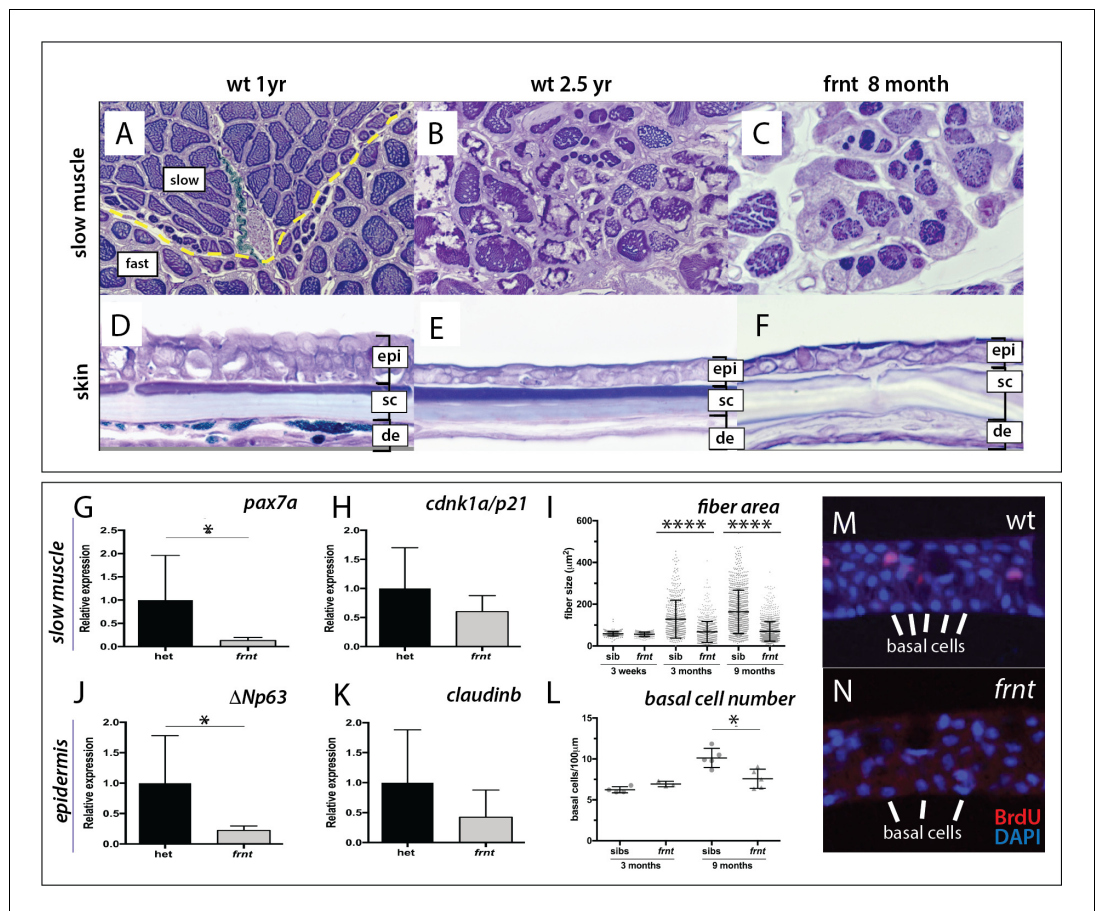 wt 1yr
wt 2.5 yr
frnt 8 month
slow muscle
A
slow
fast
B
C
skin
D
epi
sc
de
E
epi
sc
de
F
epi
sc
de
slow muscle
G
pax7a
*
Relative expression
2.5
2.0
1.5
1.0
0.5
0.0
het
frnt
H
cdnk1a/p21
Relative expression
2.5
2.0
1.5
1.0
0.5
0.0
het
frnt
I
fiber area
****
****
fiber size (μm²)
600
400
200
0
sib
frnt
sib
frnt
sib
frnt
3 weeks
3 months
9 months
M
wt
basal cells
epidermis
J
ΔNp63
*
Relative expression
2.0
1.5
1.0
0.5
0.0
het
frnt
K
claudinb
Relative expression
2.0
1.5
1.0
0.5
0.0
het
frnt
L
basal cell number
*
basal cells/100μm
15
10
5
0
sibs
frnt
sibs
frnt
3 months
9 months
N
frnt
basal cells
BrdU
DAPI